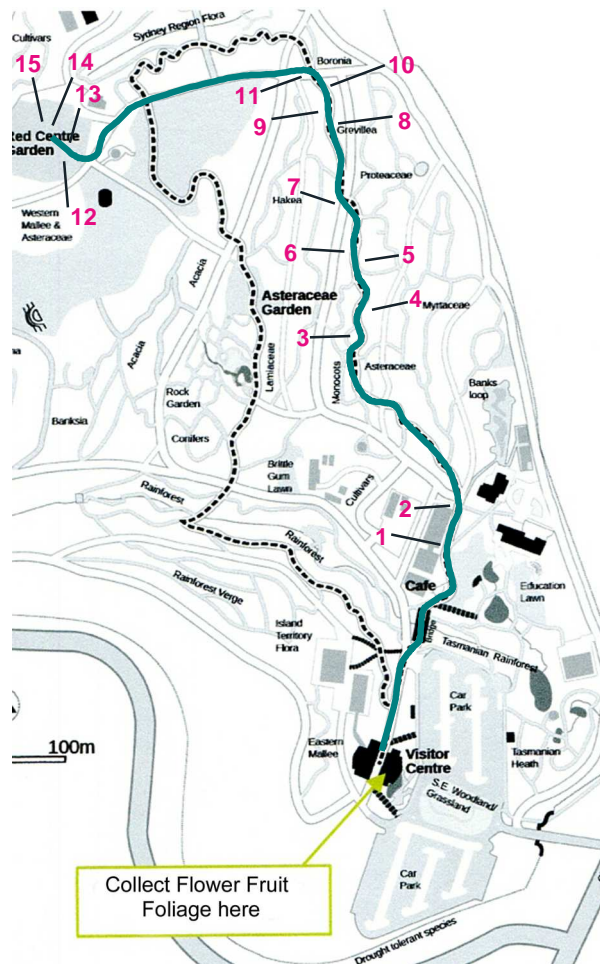 Cultivars
Sydney Region Flora
Boronia
15
14
10
13
11
9
8
Red Centre
Garden
Grevillea
Proteaceae
7
Hakea
12
Western
Mallee &
Asteraceae
6
5
Acacia
Asteraceae
Garden
4
Myrtaceae
3
Acacia
Lamiaceae
Monocots
Asteraceae
Banks
loop
Rock
Garden
Banksia
Conifers
Brittle
Gum
Lawn
Cultivars
Rainforest
2
1
Rainforest
Cafe
Education
Lawn
Rainforest Verge
Island
Territory
Flora
Bridge
Tasmanian Rainforest
Car
Park
100m
Eastern
Mallee
Visitor
Centre
Tasmanian
Heath
S.E. Woodland/
Grassland
Collect Flower Fruit
Foliage here
Car
Park
Drought tolerant species